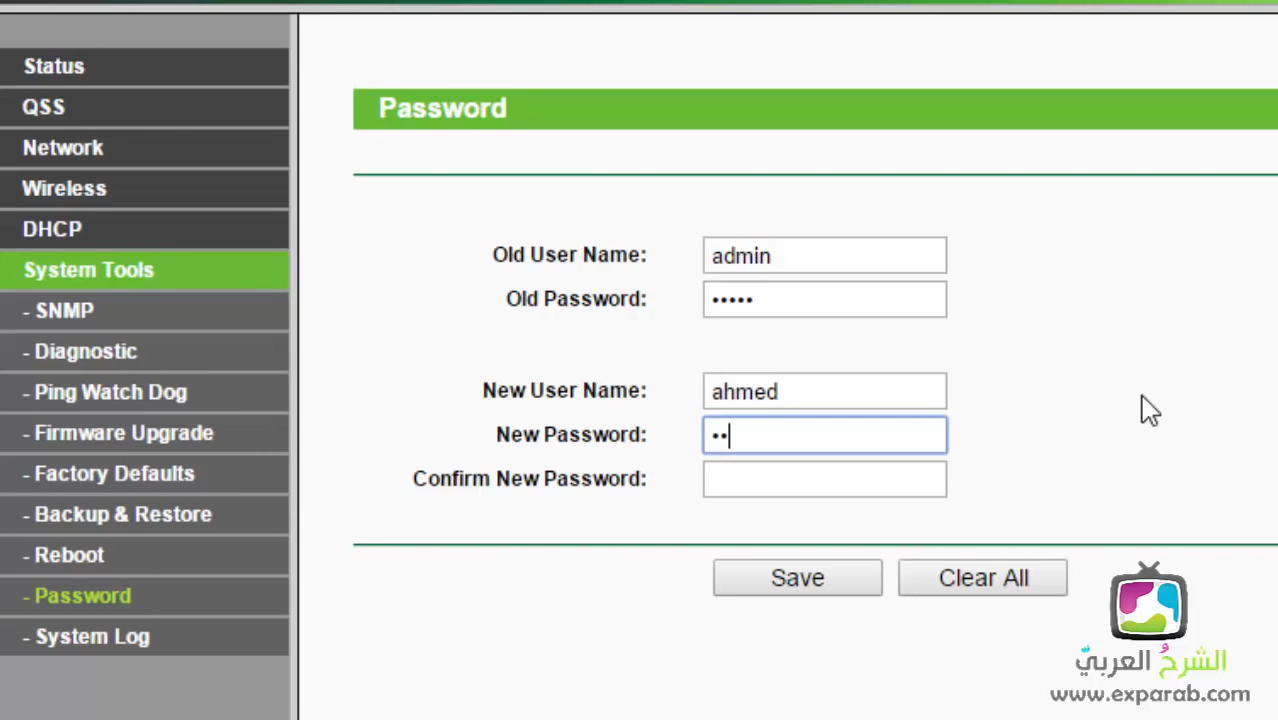 Status
QSS
Network
Wireless
DHCP
System Tools
- SNMP
- Diagnostic
- Ping Watch Dog
- Firmware Upgrade
- Factory Defaults
- Backup & Restore
- Reboot
- Password
- System Log
Password
Old User Name: admin
Old Password: •••••
New User Name: ahmed
New Password: ••
Confirm New Password:
Save Clear All
الشرحُ العربيّ
www.exparab.com